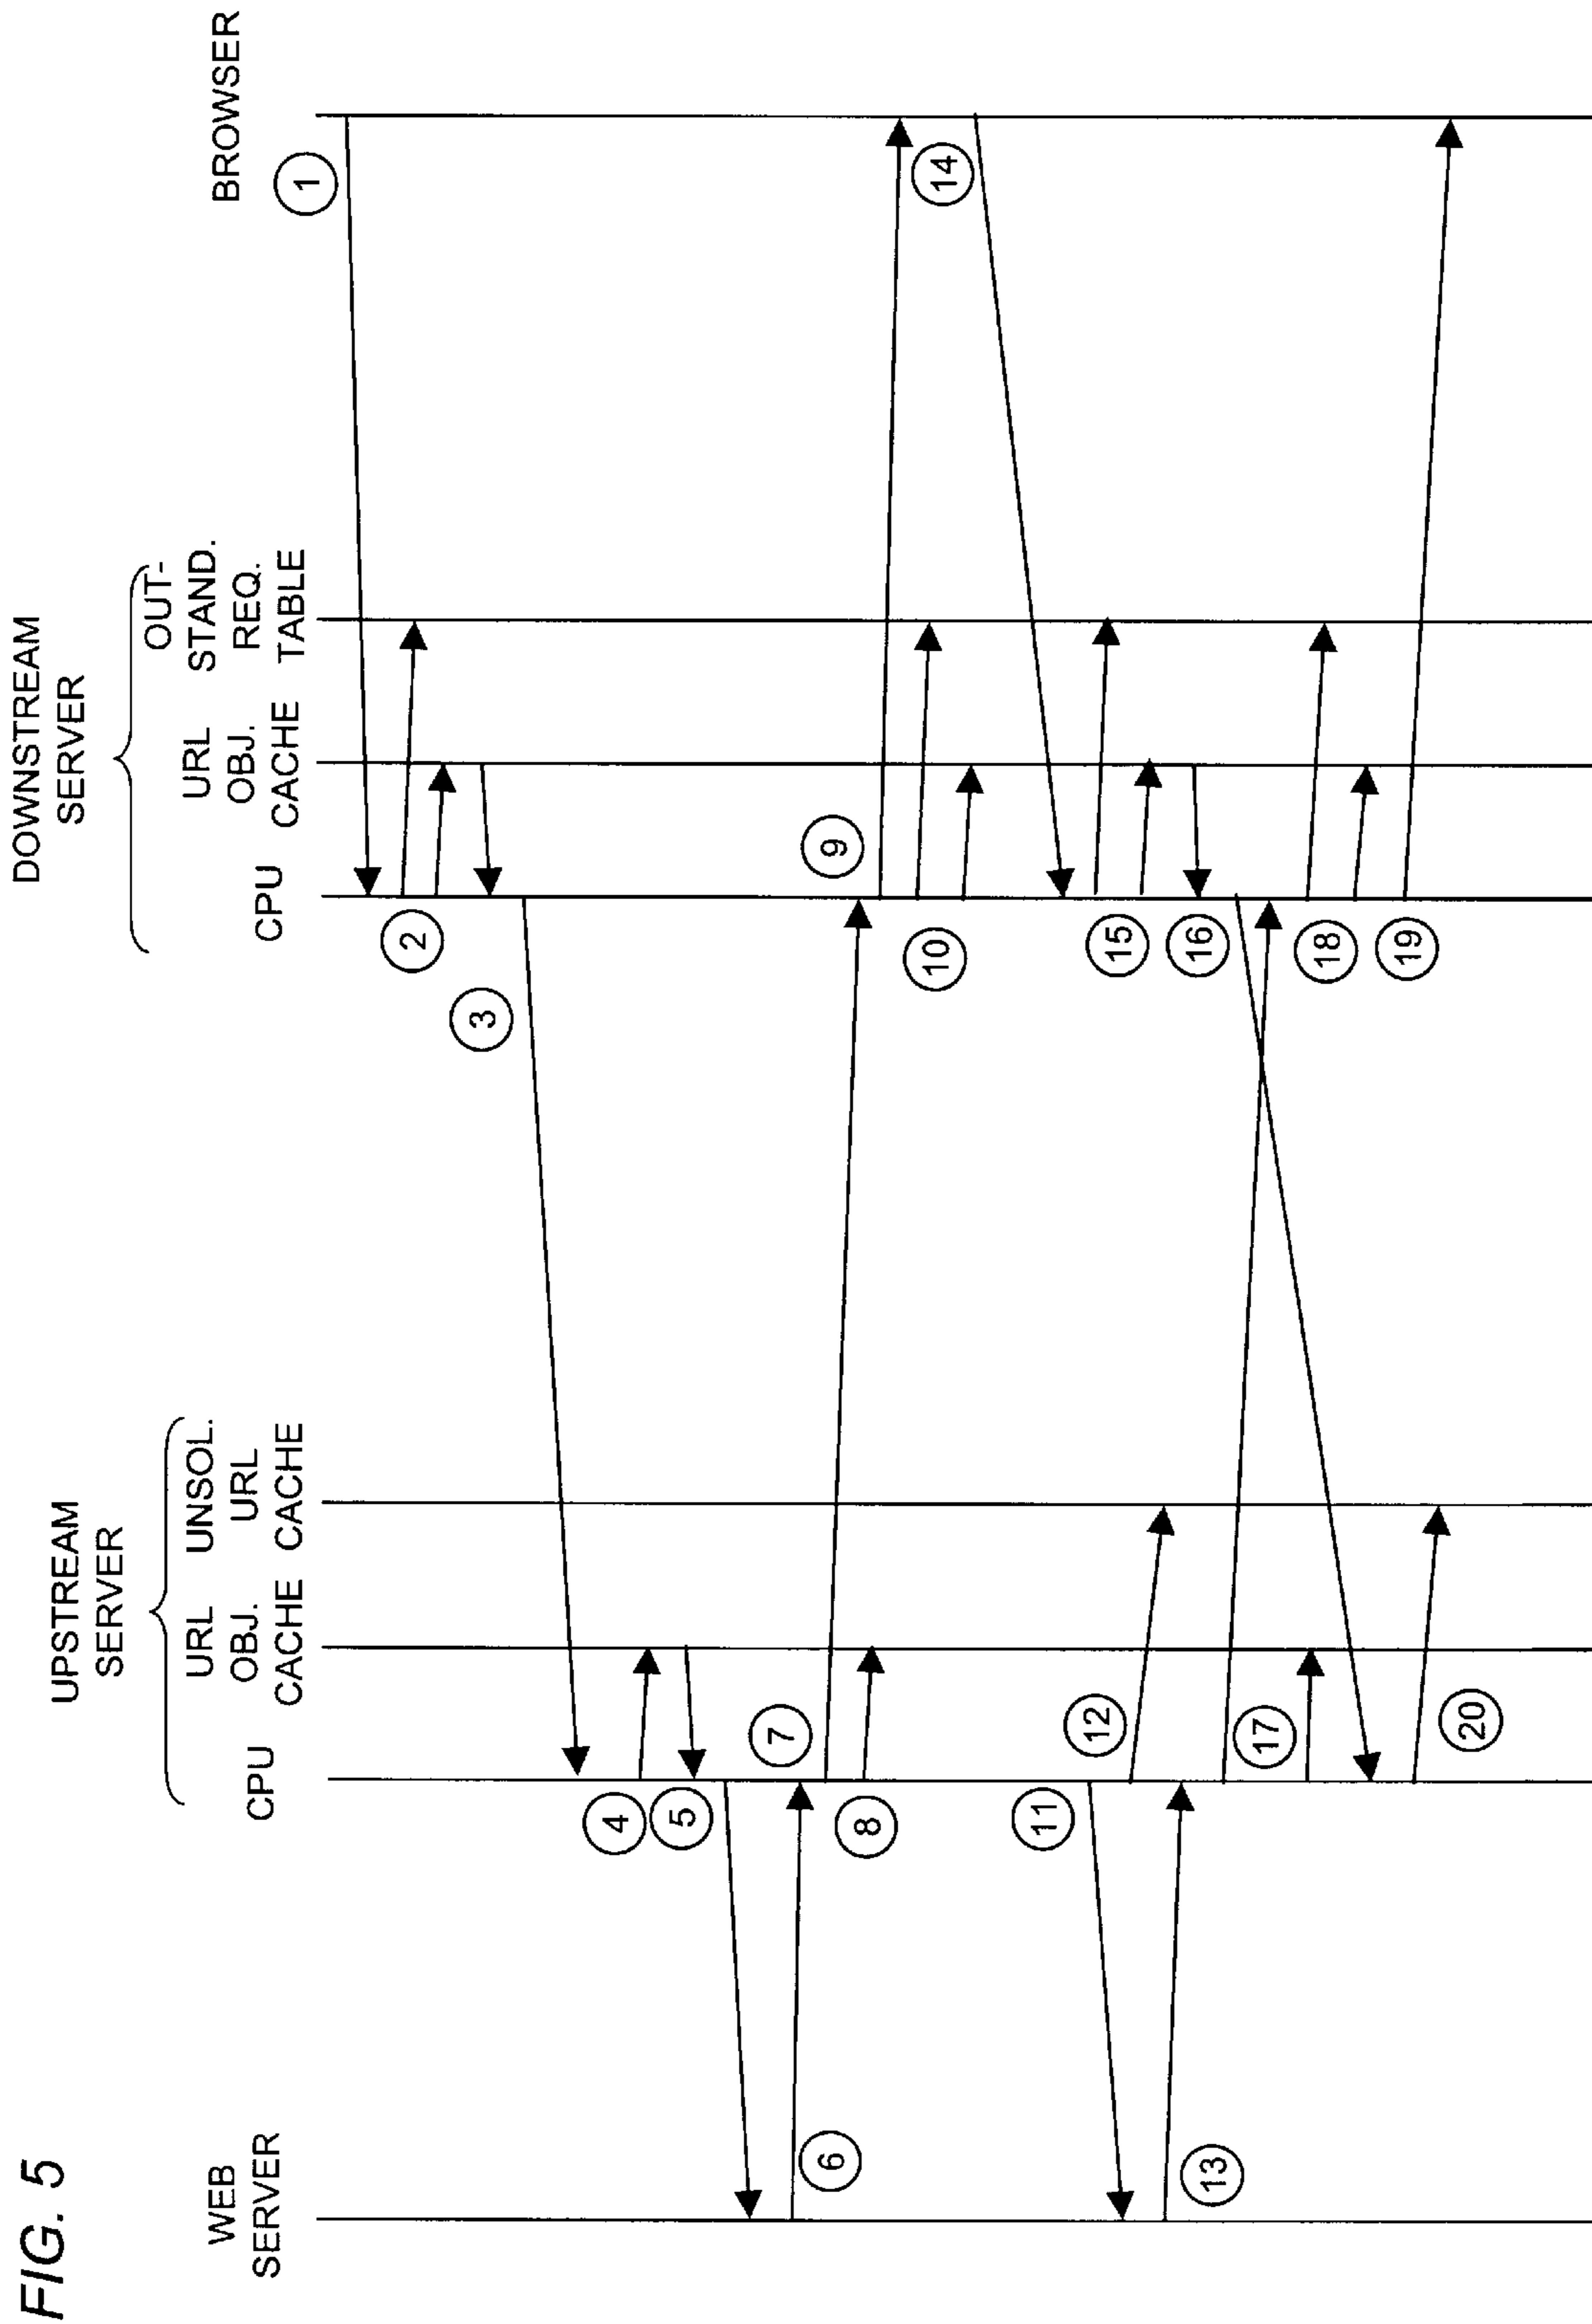 FIG. 5
WEB
SERVER
UPSTREAM
SERVER
CPU
URL
OBJ.
CACHE
UNSOL.
URL
CACHE
DOWNSTREAM
SERVER
CPU
URL
OBJ.
CACHE
OUT-
STAND.
REQ.
TABLE
BROWSER
1
2
3
4
5
6
7
8
9
10
11
12
13
14
15
16
17
18
19
20